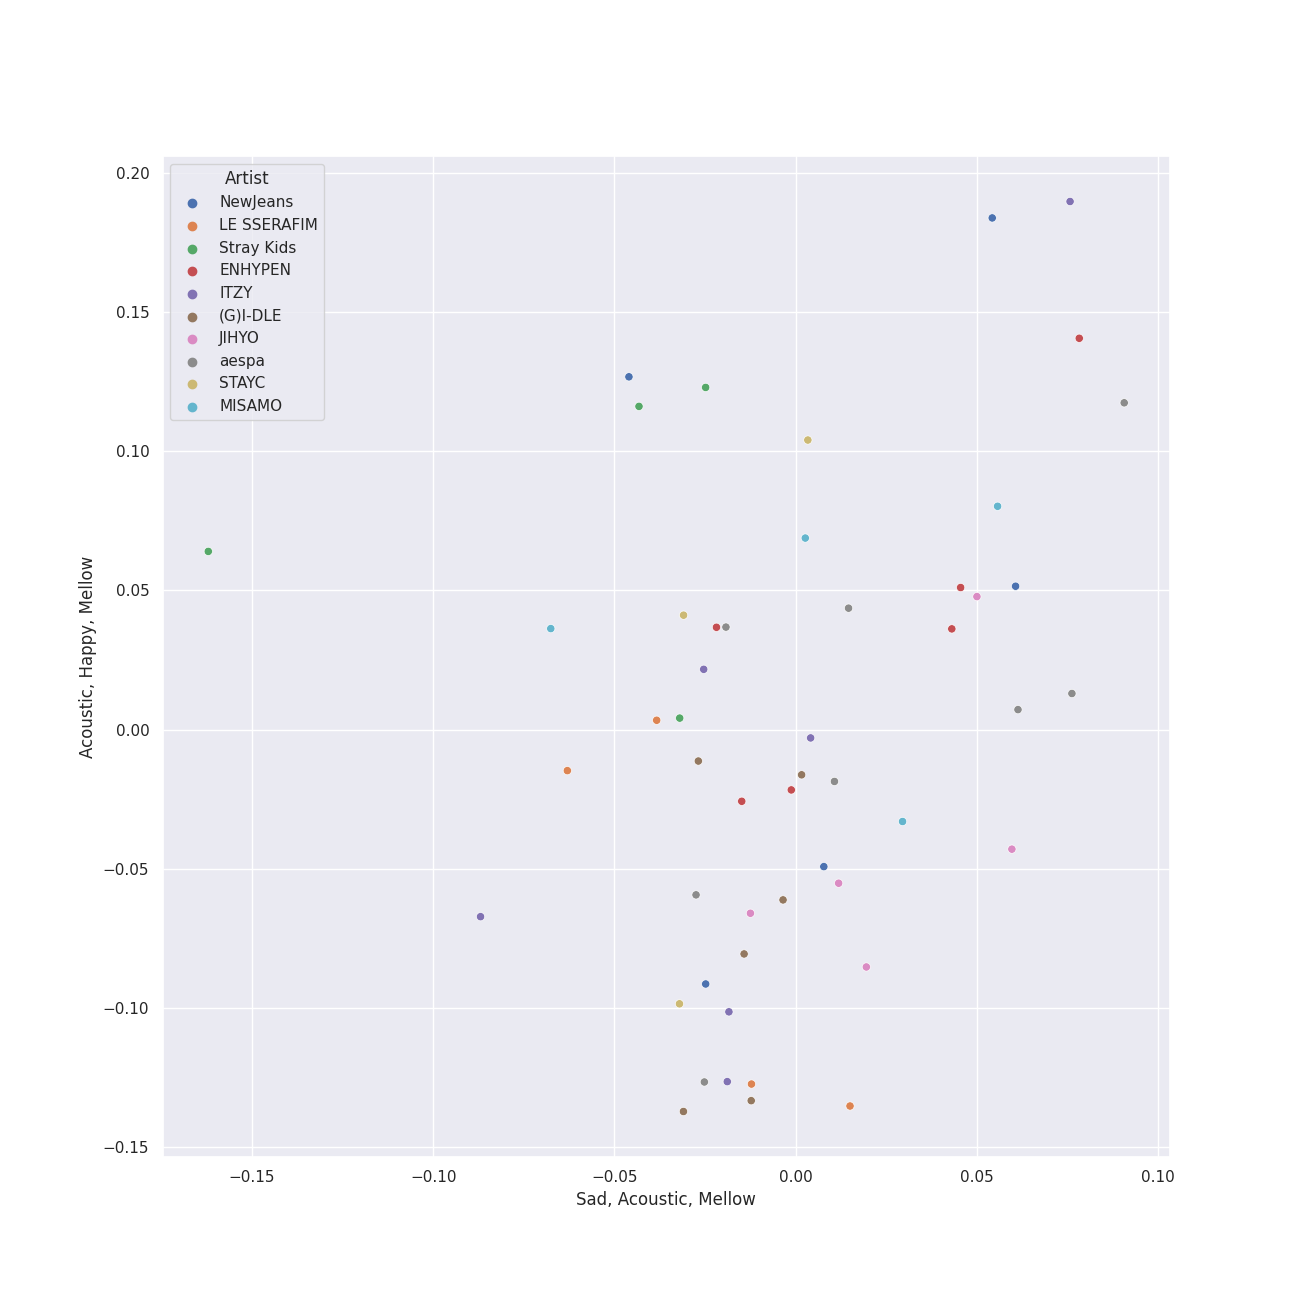 Artist
NewJeans
LE SSERAFIM
Stray Kids
ENHYPEN
ITZY
(G)I-DLE
JIHYO
aespa
STAYC
MISAMO
0.20
0.15
0.10
0.05
0.00
−0.05
−0.10
−0.15
Acoustic, Happy, Mellow
−0.15 −0.10 −0.05 0.00 0.05 0.10
Sad, Acoustic, Mellow